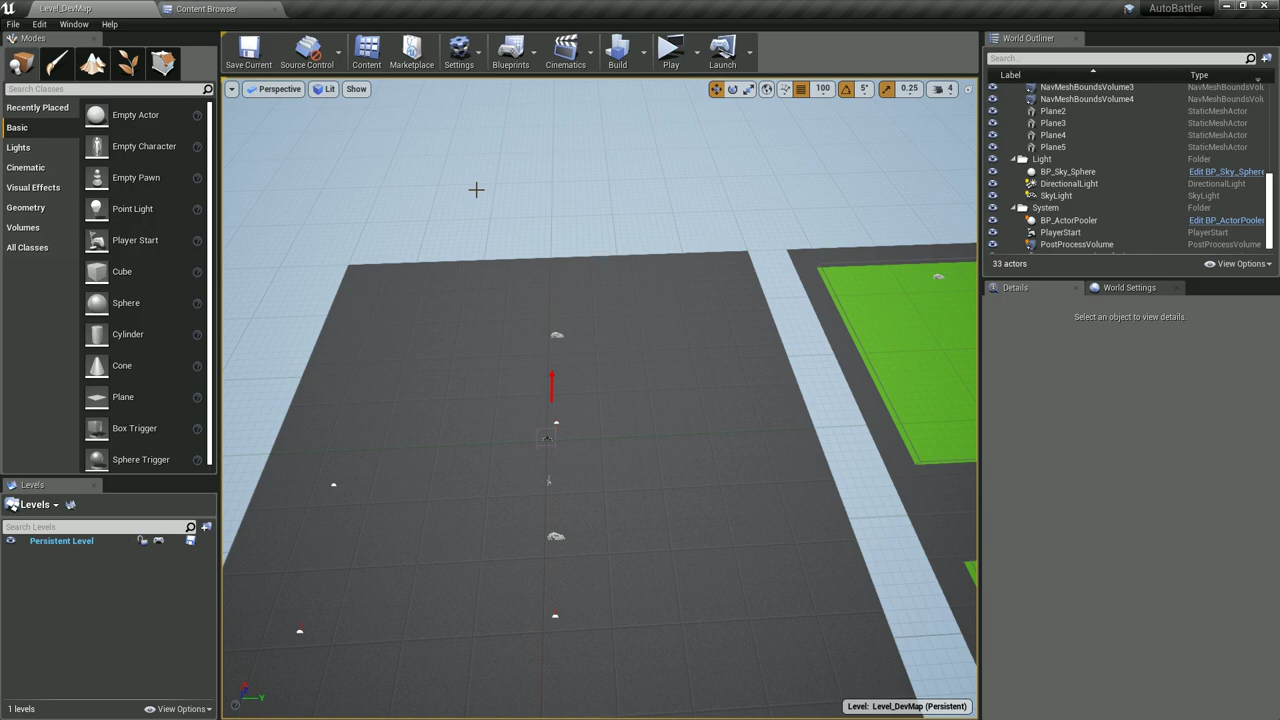 Level_DevMap
Content Browser
AutoBattler
File Edit Window Help
Modes
Search Classes
Recently Placed
Basic
Lights
Cinematic
Visual Effects
Geometry
Volumes
All Classes
Empty Actor
Empty Character
Empty Pawn
Point Light
Player Start
Cube
Sphere
Cylinder
Cone
Plane
Box Trigger
Sphere Trigger
Levels
Levels
Search Levels
Persistent Level
1 levels
View Options
Save Current
Source Control
Content
Marketplace
Settings
Blueprints
Cinematics
Build
Play
Launch
Perspective
Lit
Show
100
5°
0.25
4
Y
Level: Level_DevMap (Persistent)
World Outliner
Search...
Label Type
NavMeshBoundsVolume3 NavMeshBoundsVolu
NavMeshBoundsVolume4 NavMeshBoundsVolu
Plane2 StaticMeshActor
Plane3 StaticMeshActor
Plane4 StaticMeshActor
Plane5 StaticMeshActor
Light Folder
BP_Sky_Sphere Edit BP_Sky_Sphere
DirectionalLight DirectionalLight
SkyLight SkyLight
System Folder
BP_ActorPooler Edit BP_ActorPooler
PlayerStart PlayerStart
PostProcessVolume PostProcessVolume
33 actors
View Options
Details
World Settings
Select an object to view details.